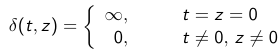 δ(t, z) = { ∞, t = z = 0
0, t ≠ 0, z ≠ 0